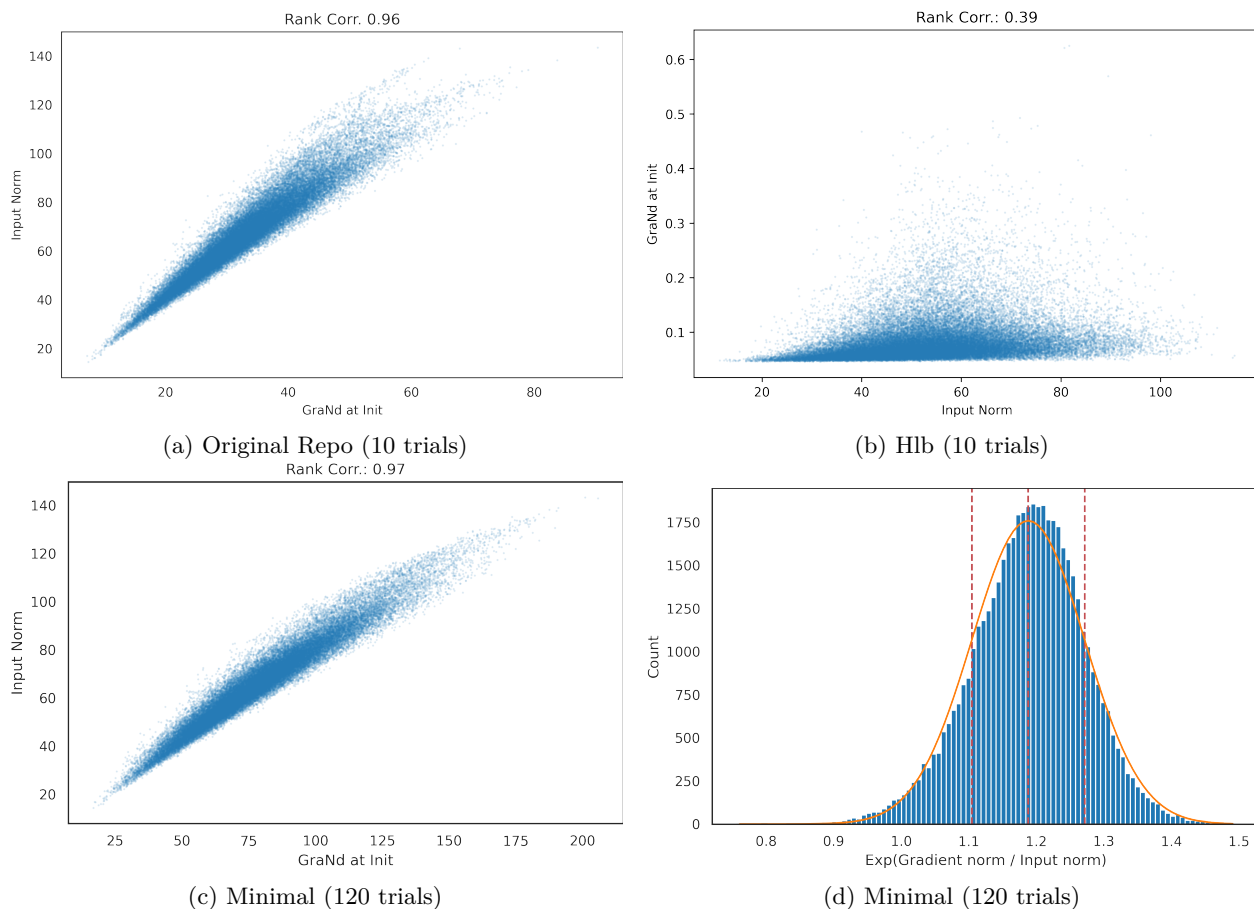 Rank Corr. 0.96
140
120
100
80
60
40
20
Input Norm
20 40 60 80
GraNd at Init
(a) Original Repo (10 trials)
Rank Corr.: 0.39
0.6
0.5
0.4
0.3
0.2
0.1
GraNd at Init
20 40 60 80 100
Input Norm
(b) Hlb (10 trials)
Rank Corr.: 0.97
140
120
100
80
60
40
20
Input Norm
25 50 75 100 125 150 175 200
GraNd at Init
(c) Minimal (120 trials)
1750
1500
1250
1000
750
500
250
0
Count
0.8 0.9 1.0 1.1 1.2 1.3 1.4 1.5
Exp(Gradient norm / Input norm)
(d) Minimal (120 trials)